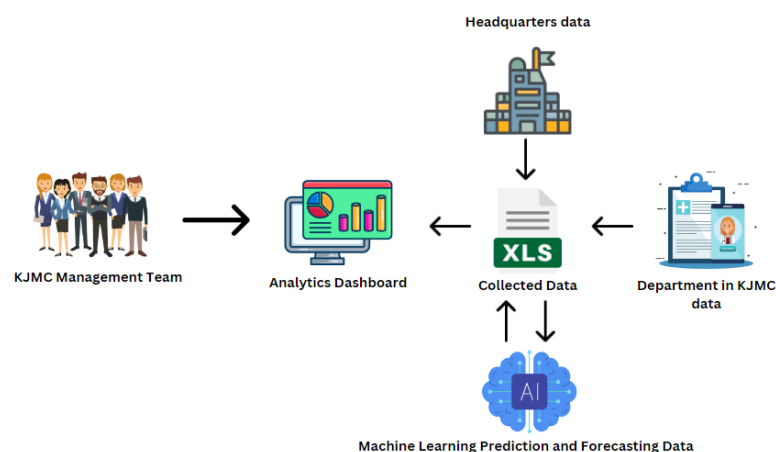 Headquarters data
XLS
AI
KJMC Management Team
Analytics Dashboard
Collected Data
Department in KJMC
data
Machine Learning Prediction and Forecasting Data